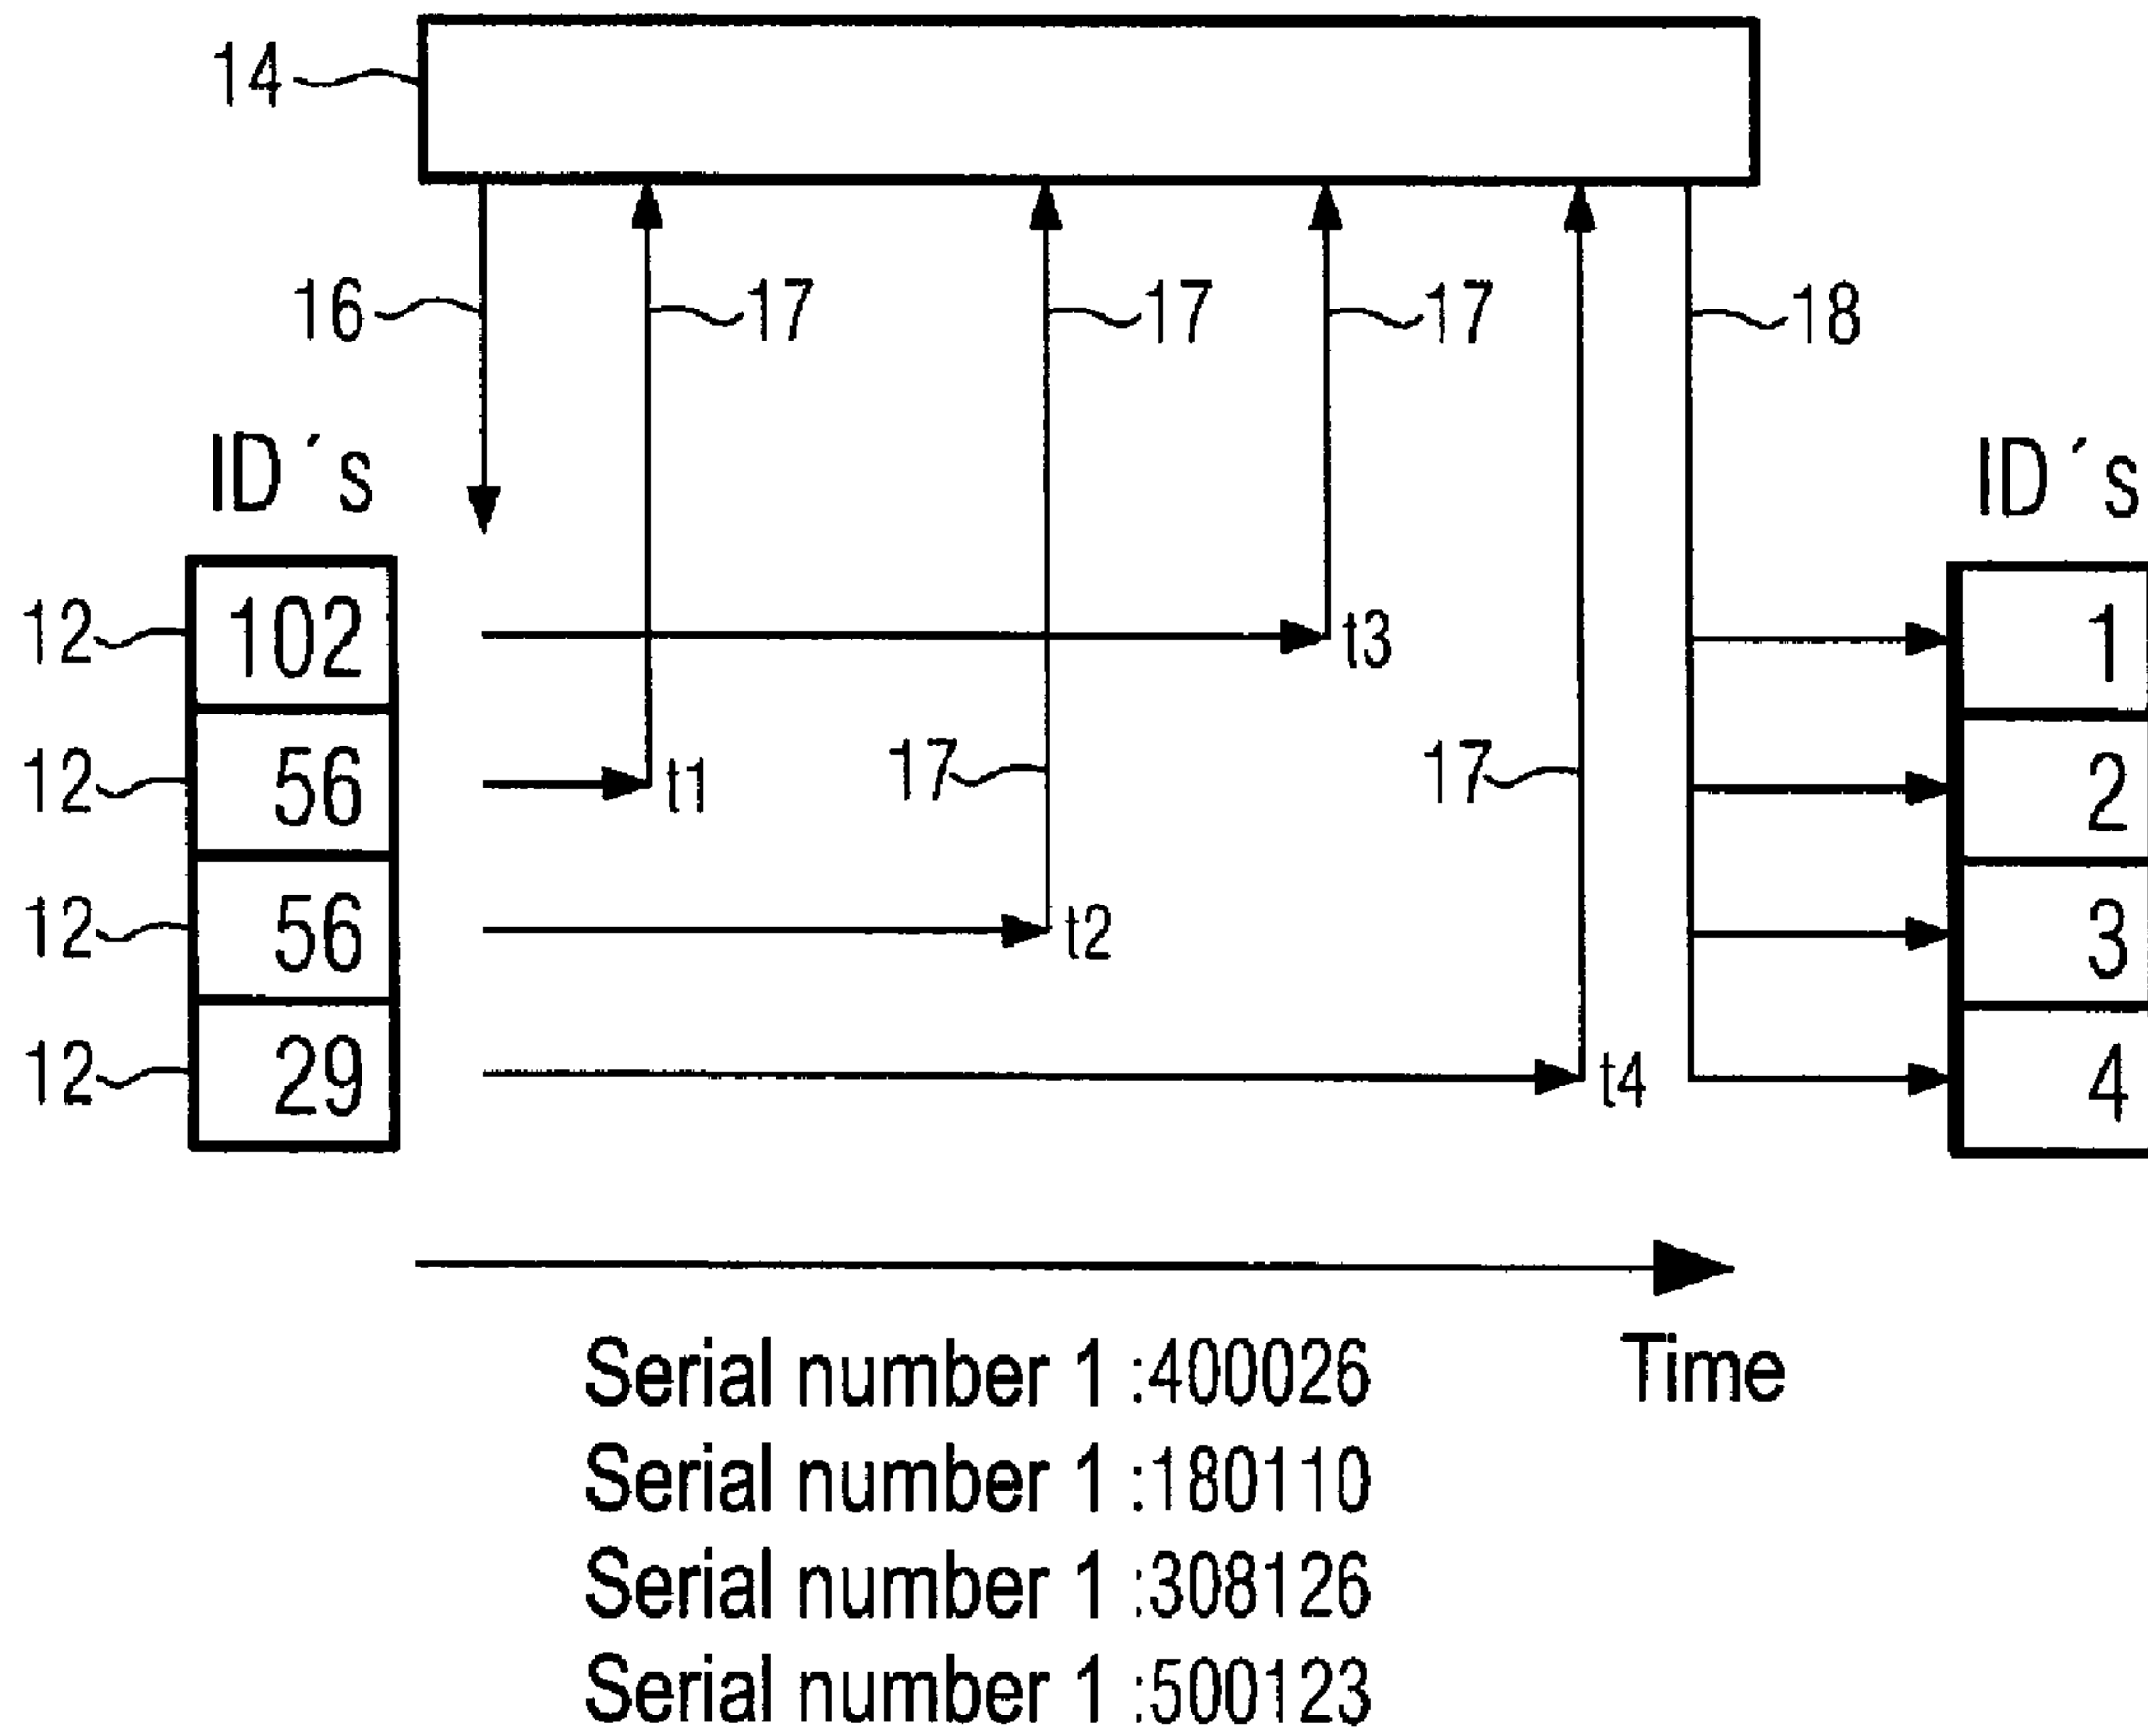 14
16 17 17 17 18
ID´s ID´s
12 102 t3 1
12 56 t1 17 17 2
12 56 t2 3
12 29 t4 4
Time
Serial number 1 :400026
Serial number 1 :180110
Serial number 1 :308126
Serial number 1 :500123